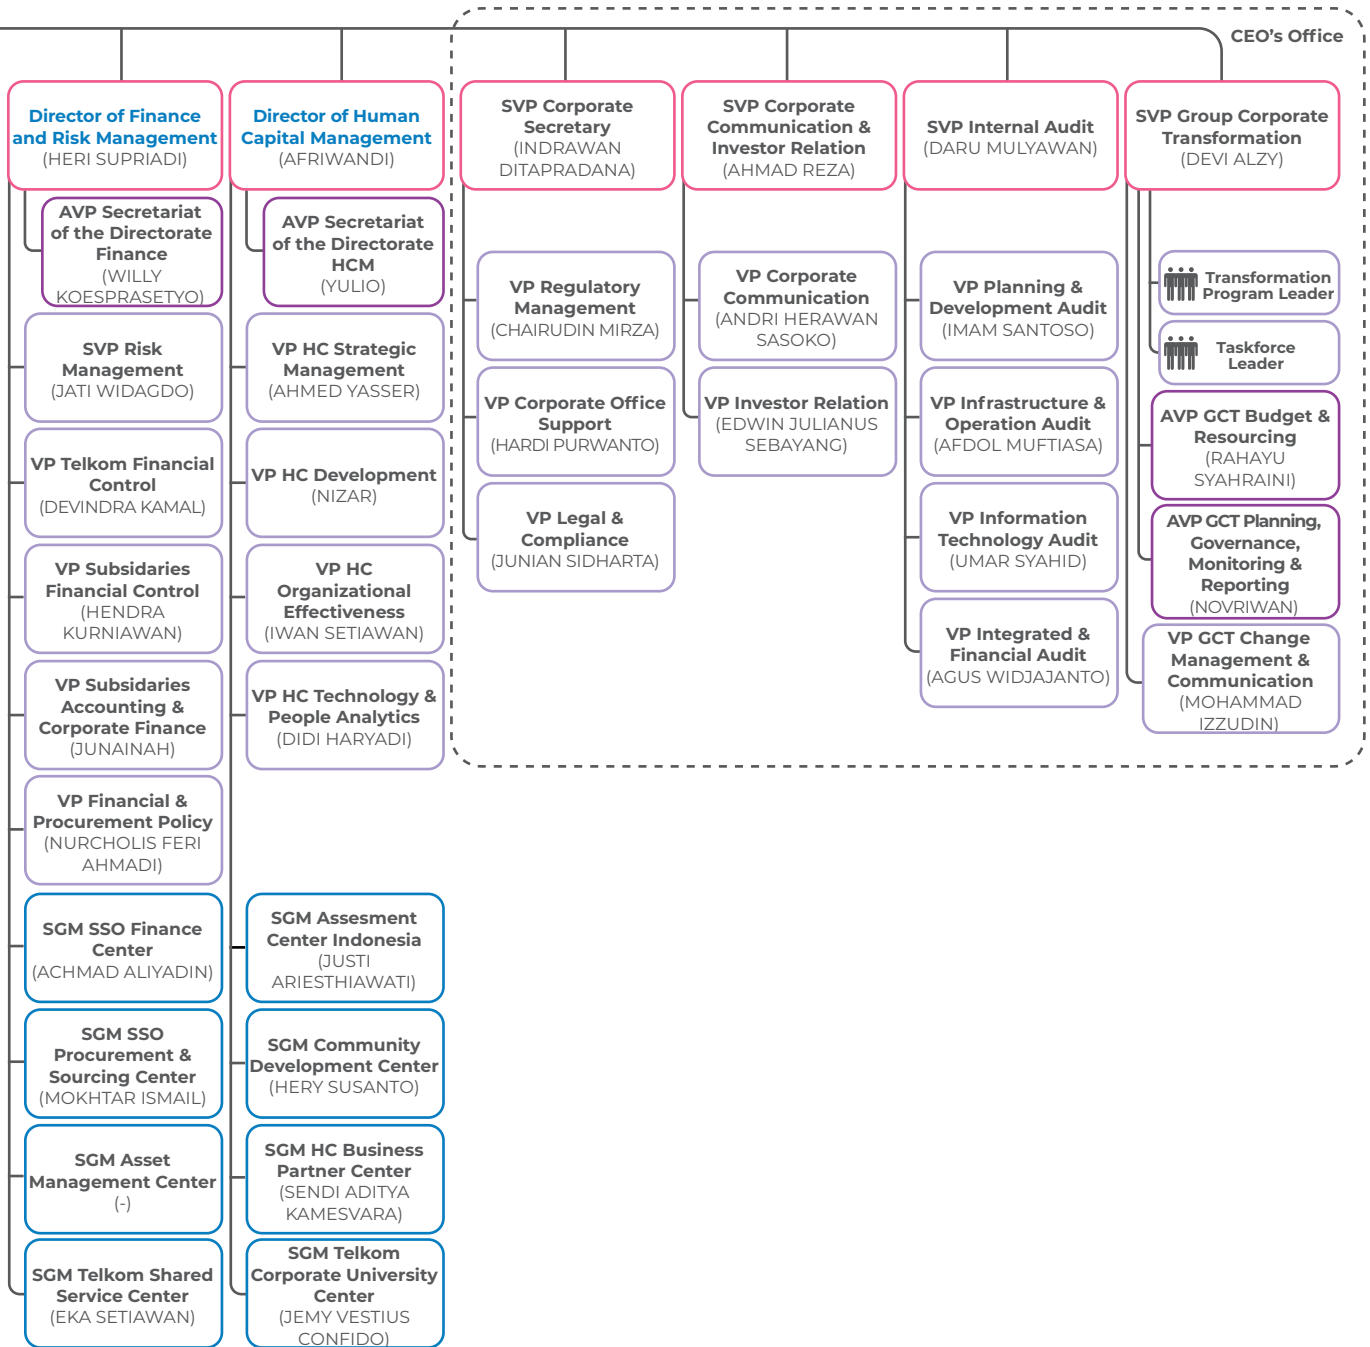 CEO's Office
Director of Finance
and Risk Management
(HERI SUPRIADI)
AVP Secretariat
of the Directorate
Finance
(WILLY
KOESPRASETYO)
SVP Risk
Management
(JATI WIDAGDO)
VP Telkom Financial
Control
(DEVINDRA KAMAL)
VP Subsidaries
Financial Control
(HENDRA
KURNIAWAN)
VP Subsidaries
Accounting &
Corporate Finance
(JUNAINAH)
VP Financial &
Procurement Policy
(NURCHOLIS FERI
AHMADI)
SGM SSO Finance
Center
(ACHMAD ALIYADIN)
SGM SSO
Procurement &
Sourcing Center
(MOKHTAR ISMAIL)
SGM Asset
Management Center
(-)
SGM Telkom Shared
Service Center
(EKA SETIAWAN)
Director of Human
Capital Management
(AFRIWANDI)
AVP Secretariat
of the Directorate
HCM
(YULIO)
VP HC Strategic
Management
(AHMED YASSER)
VP HC Development
(NIZAR)
VP HC
Organizational
Effectiveness
(IWAN SETIAWAN)
VP HC Technology &
People Analytics
(DIDI HARYADI)
SGM Assesment
Center Indonesia
(JUSTI
ARIESTHIAWATI)
SGM Community
Development Center
(HERY SUSANTO)
SGM HC Business
Partner Center
(SENDI ADITYA
KAMESVARA)
SGM Telkom
Corporate University
Center
(JEMY VESTIUS
CONFIDO)
SVP Corporate
Secretary
(INDRAWAN
DITAPRADANA)
VP Regulatory
Management
(CHAIRUDIN MIRZA)
VP Corporate Office
Support
(HARDI PURWANTO)
VP Legal &
Compliance
(JUNIAN SIDHARTA)
SVP Corporate
Communication &
Investor Relation
(AHMAD REZA)
VP Corporate
Communication
(ANDRI HERAWAN
SASOKO)
VP Investor Relation
(EDWIN JULIANUS
SEBAYANG)
SVP Internal Audit
(DARU MULYAWAN)
VP Planning &
Development Audit
(IMAM SANTOSO)
VP Infrastructure &
Operation Audit
(AFDOL MUFTIASA)
VP Information
Technology Audit
(UMAR SYAHID)
VP Integrated &
Financial Audit
(AGUS WIDJAJANTO)
SVP Group Corporate
Transformation
(DEVI ALZY)
Transformation
Program Leader
Taskforce
Leader
AVP GCT Budget &
Resourcing
(RAHAYU
SYAHRAINI)
AVP GCT Planning,
Governance,
Monitoring &
Reporting
(NOVRIWAN)
VP GCT Change
Management &
Communication
(MOHAMMAD
IZZUDIN)